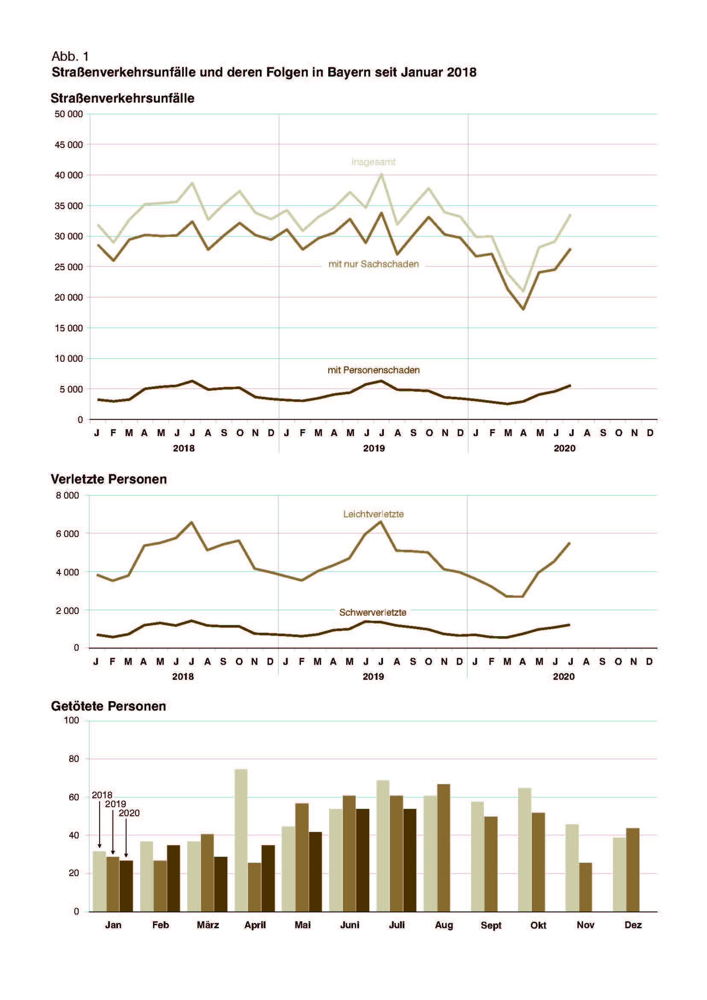 Abb. 1
Straßenverkehrsunfälle und deren Folgen in Bayern seit Januar 2018
Straßenverkehrsunfälle
50 000
45 000
insgesamt
40 000
35 000
30 000
25 000
mit nur Sachschaden
20 000
15 000
10 000
mit Personenschaden
5 000
0
J F M A M J J A S O N D J F M A M J J A S O N D J F M A M J J A S O N D
2018 2019 2020
Verletzte Personen
8 000
Leichtverletzte
6 000
4 000
2 000
Schwerverletzte
0
J F M A M J J A S O N D J F M A M J J A S O N D J F M A M J J A S O N D
2018 2019 2020
Getötete Personen
100
80
60
2018
2019
2020
40
20
0
Jan Feb März April Mai Juni Juli Aug Sept Okt Nov Dez